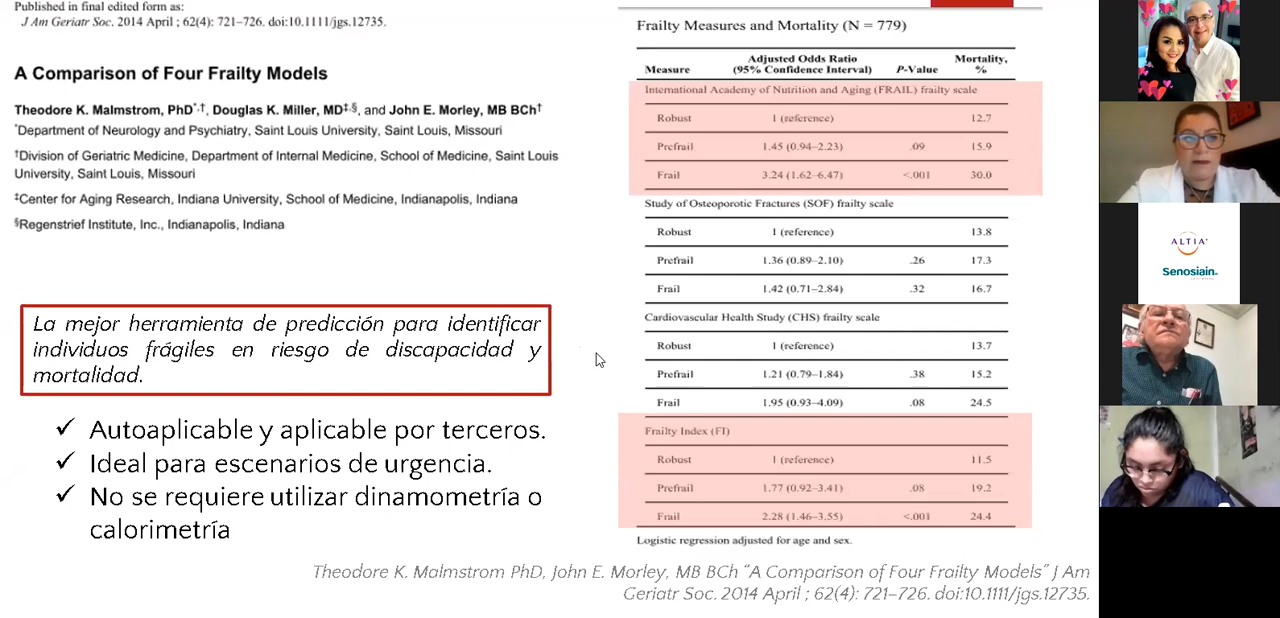 Published in final edited form as:
J Am Geriatr Soc. 2014 April ; 62(4): 721–726. doi:10.1111/jgs.12735.
A Comparison of Four Frailty Models
Theodore K. Malmstrom, PhD*,†, Douglas K. Miller, MD‡,§, and John E. Morley, MB BCh†
*Department of Neurology and Psychiatry, Saint Louis University, Saint Louis, Missouri
†Division of Geriatric Medicine, Department of Internal Medicine, School of Medicine, Saint Louis
University, Saint Louis, Missouri
‡Center for Aging Research, Indiana University, School of Medicine, Indianapolis, Indiana
§Regenstrief Institute, Inc., Indianapolis, Indiana
La mejor herramienta de predicción para identificar
individuos frágiles en riesgo de discapacidad y
mortalidad.
✓ Autoaplicable y aplicable por terceros.
✓ Ideal para escenarios de urgencia.
✓ No se requiere utilizar dinamometría o
calorimetría
Frailty Measures and Mortality (N = 779)
Adjusted Odds Ratio Mortality,
Measure (95% Confidence Interval) P-Value %
International Academy of Nutrition and Aging (FRAIL) frailty scale
Robust 1 (reference) 12.7
Prefrail 1.45 (0.94–2.23) .09 15.9
Frail 3.24 (1.62–6.47) <.001 30.0
Study of Osteoporotic Fractures (SOF) frailty scale
Robust 1 (reference) 13.8
Prefrail 1.36 (0.89–2.10) .26 17.3
Frail 1.42 (0.71–2.84) .32 16.7
Cardiovascular Health Study (CHS) frailty scale
Robust 1 (reference) 13.7
Prefrail 1.21 (0.79–1.84) .38 15.2
Frail 1.95 (0.93–4.09) .08 24.5
Frailty Index (FI)
Robust 1 (reference) 11.5
Prefrail 1.77 (0.92–3.41) .08 19.2
Frail 2.28 (1.46–3.55) <.001 24.4
Logistic regression adjusted for age and sex.
Theodore K. Malmstrom PhD, John E. Morley, MB BCh “A Comparison of Four Frailty Models” J Am
Geriatr Soc. 2014 April ; 62(4): 721–726. doi:10.1111/jgs.12735.
ALTIA
Senosiain